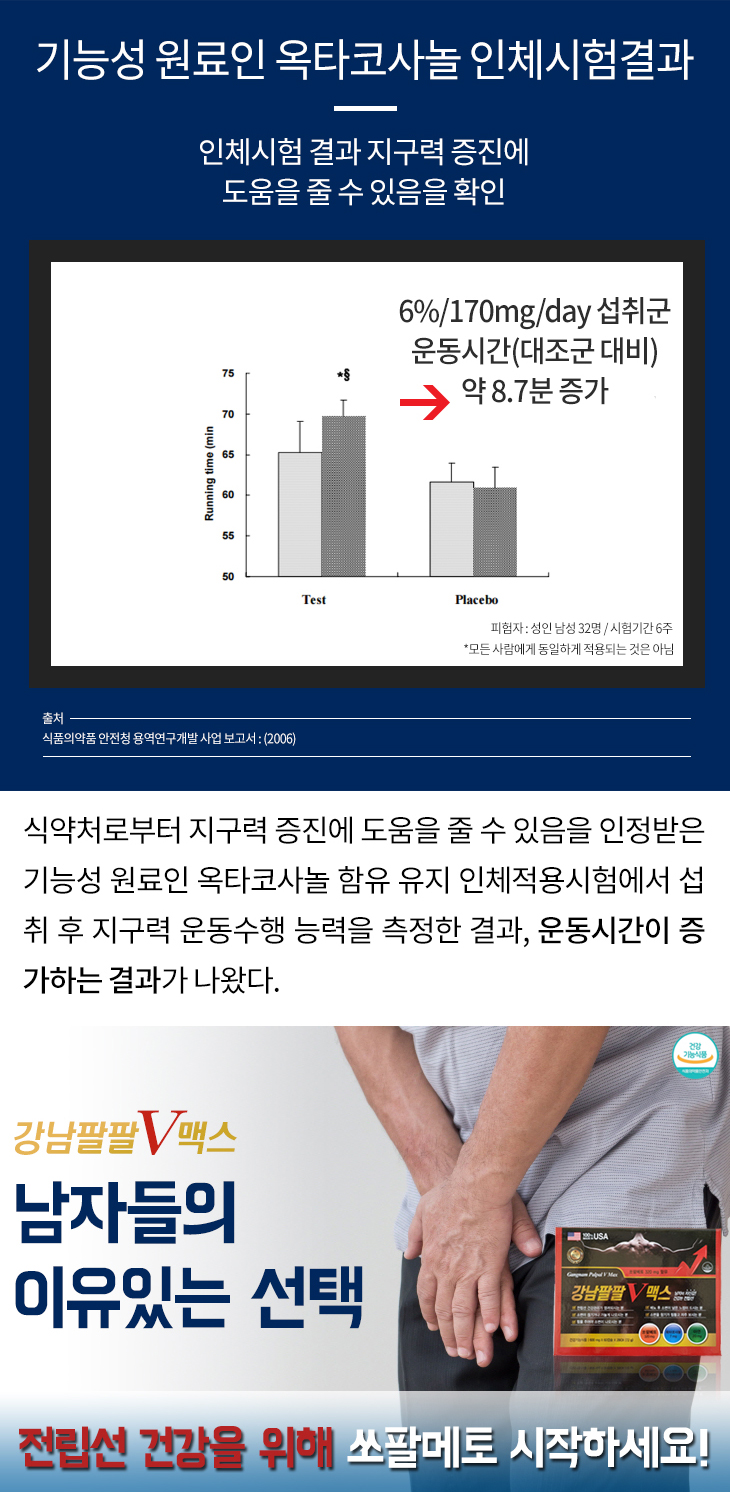 기능성 원료인 옥타코사놀 인체시험결과
인체시험 결과 지구력 증진에
도움을 줄 수 있음을 확인
6%/170mg/day 섭취군
운동시간(대조군 대비)
약 8.7분 증가
*§
Running time (min
75
70
65
60
55
50
Test
Placebo
피험자 : 성인 남성 32명 / 시험기간 6주
*모든 사람에게 동일하게 적용되는 것은 아님
출처
식품의약품 안전청 용역연구개발 사업 보고서 : (2006)
식약처로부터 지구력 증진에 도움을 줄 수 있음을 인정받은
기능성 원료인 옥타코사놀 함유 유지 인체적용시험에서 섭
취 후 지구력 운동수행 능력을 측정한 결과, 운동시간이 증
가하는 결과가 나왔다.
건강
기능식품
강남팔팔V맥스
남자들의
이유있는 선택
USA
Gangnam Palpal V Max
강남팔팔V맥스
전립선 건강을 위해 쏘팔메토 시작하세요!